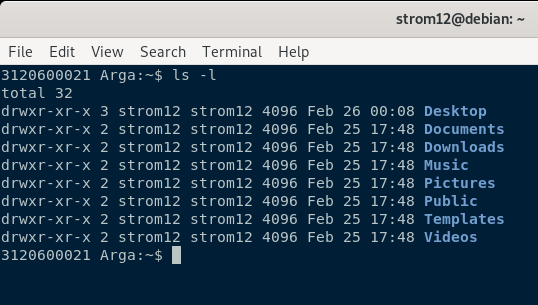 strom12@debian: ~
File Edit View Search Terminal Help
3120600021 Arga:~$ ls -l
total 32
drwxr-xr-x 3 strom12 strom12 4096 Feb 26 00:08 Desktop
drwxr-xr-x 2 strom12 strom12 4096 Feb 25 17:48 Documents
drwxr-xr-x 2 strom12 strom12 4096 Feb 25 17:48 Downloads
drwxr-xr-x 2 strom12 strom12 4096 Feb 25 17:48 Music
drwxr-xr-x 2 strom12 strom12 4096 Feb 25 17:48 Pictures
drwxr-xr-x 2 strom12 strom12 4096 Feb 25 17:48 Public
drwxr-xr-x 2 strom12 strom12 4096 Feb 25 17:48 Templates
drwxr-xr-x 2 strom12 strom12 4096 Feb 25 17:48 Videos
3120600021 Arga:~$